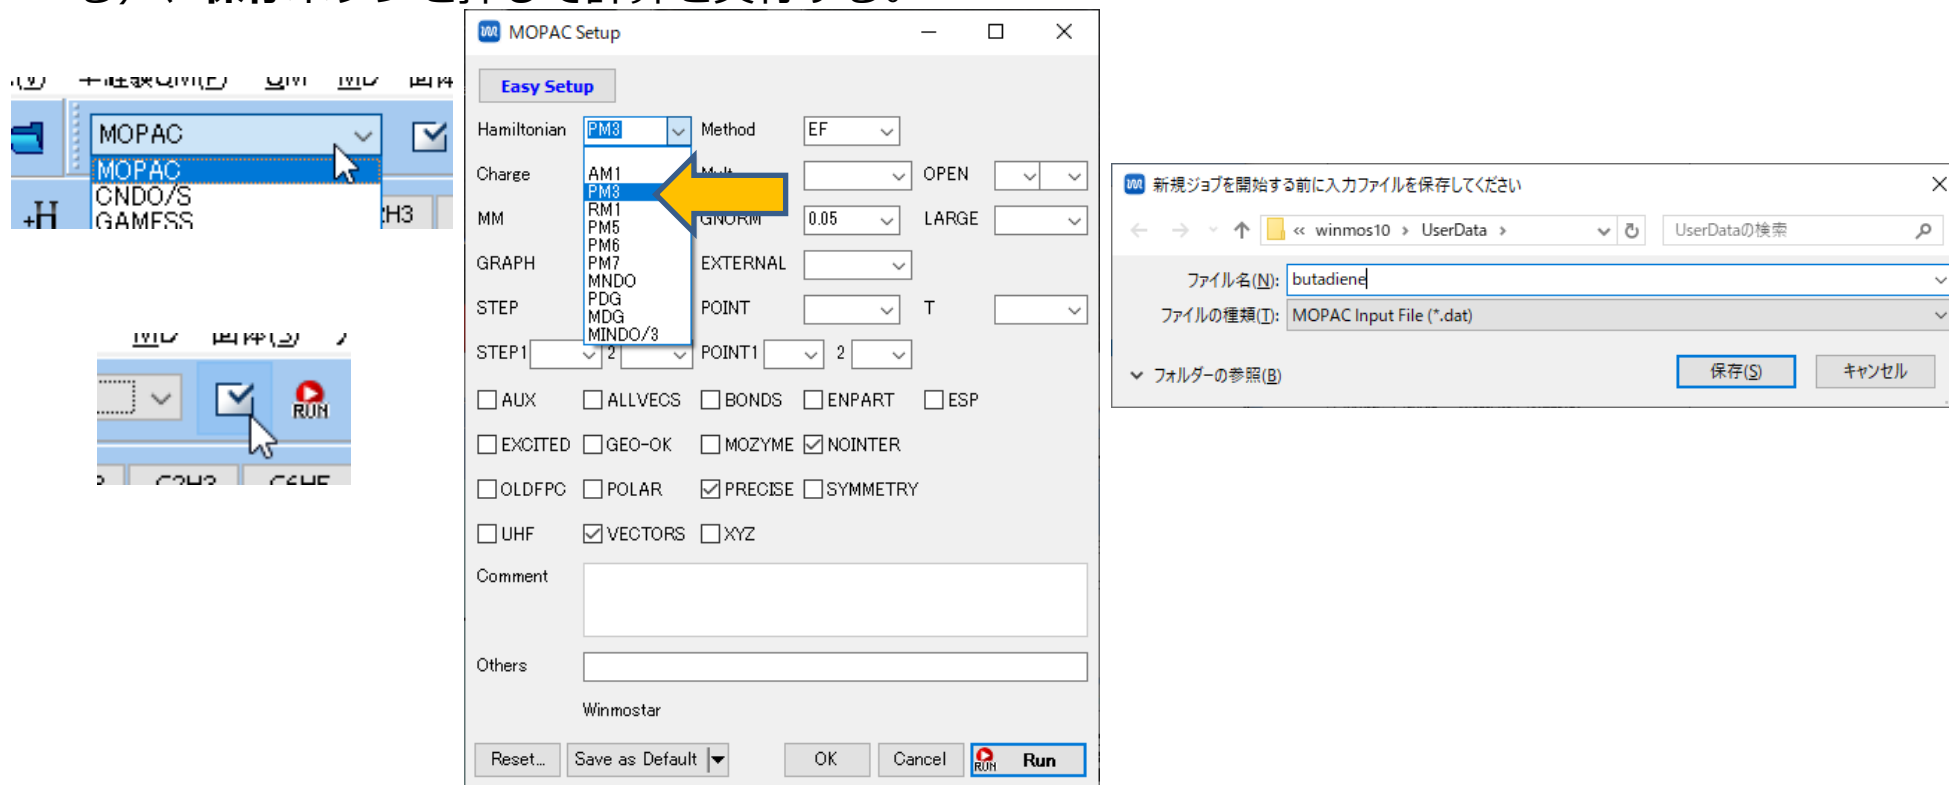 MOPAC
MOPAC
CNDO/S
GAMESS
+H
H3
RUN
C2H3
MOPAC Setup
Easy Setup
Hamiltonian PM3 Method EF
Charge Mult OPEN
MM GNORM 0.05 LARGE
GRAPH EXTERNAL
STEP POINT T
STEP1 2 POINT1 2
AM1
PM3
RM1
PM5
PM6
PM7
MNDO
PDG
MDG
MINDO/3
AUX ALLVECS BONDS ENPART ESP
EXCITED GEO-OK MOZYME NOINTER
OLDFPC POLAR PRECISE SYMMETRY
UHF VECTORS XYZ
Comment
Others
Winmostar
Reset... Save as Default OK Cancel RUN Run
新規ジョブを開始する前に入力ファイルを保存してください
« winmos10 › UserData › UserDataの検索
ファイル名(N): butadiene
ファイルの種類(T): MOPAC Input File (*.dat)
フォルダーの参照(B) 保存(S) キャンセル